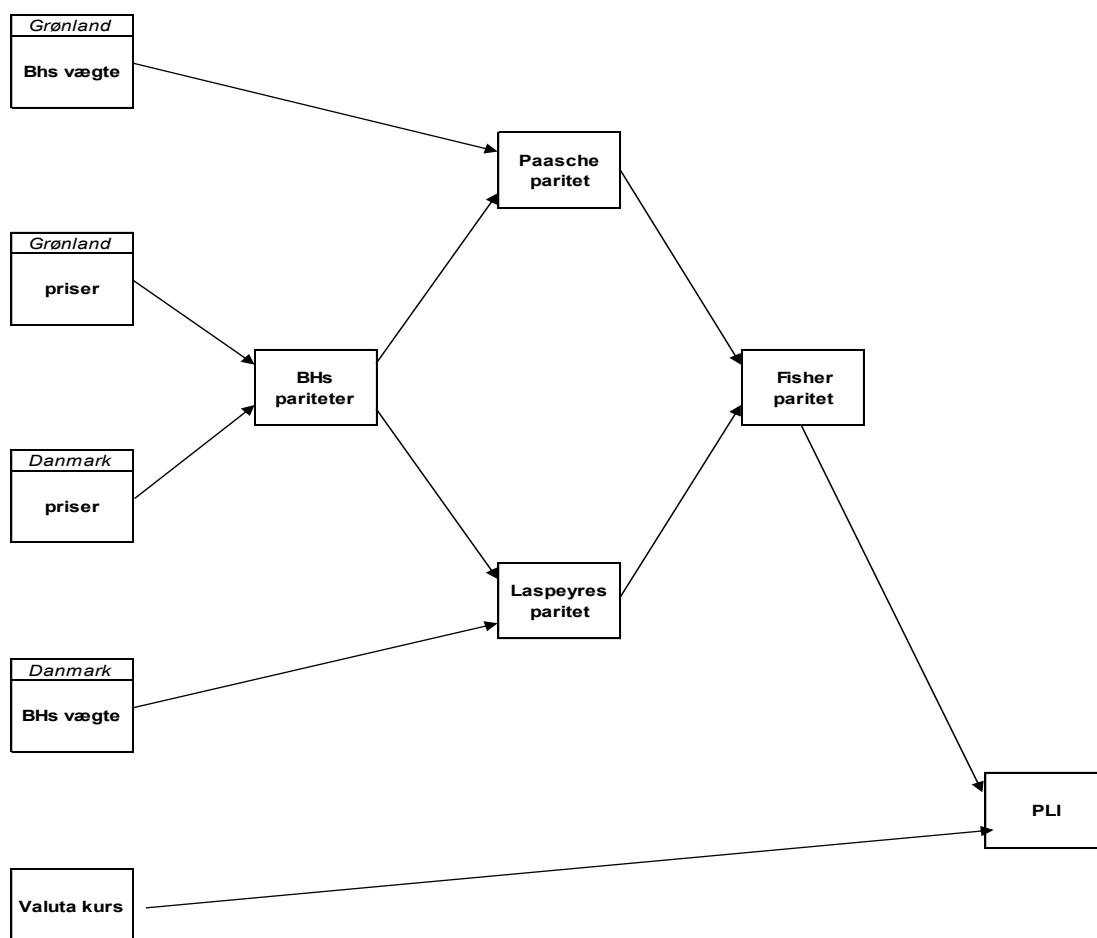 Grønland
Bhs vægte
Paasche
paritet
Grønland
priser
BHs
pariteter
Fisher
paritet
Danmark
priser
Laspeyres
paritet
Danmark
BHs vægte
PLI
Valuta kurs